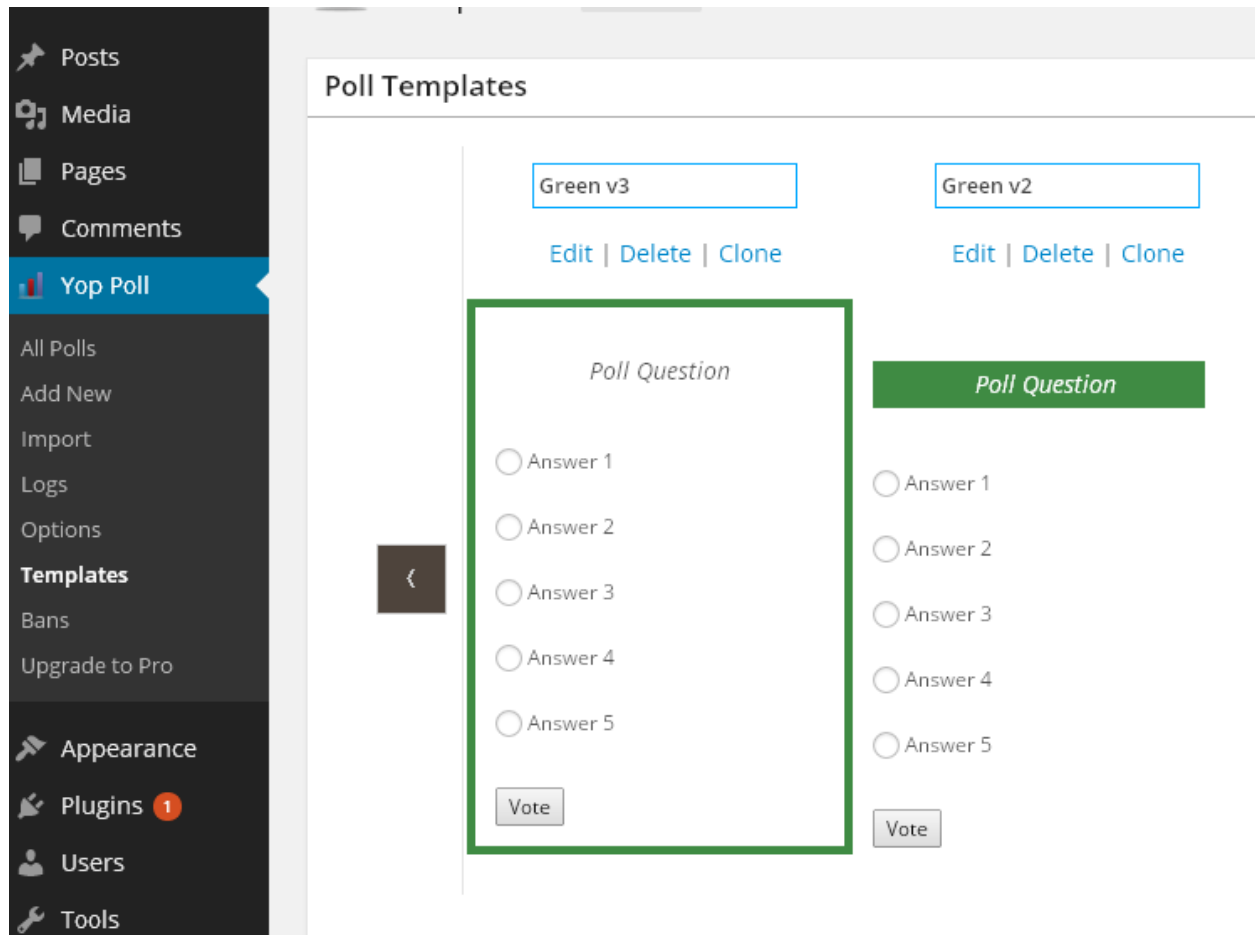 Posts
Media
Pages
Comments
Yop Poll
All Polls
Add New
Import
Logs
Options
Templates
Bans
Upgrade to Pro
Appearance
Plugins 1
Users
Tools
Poll Templates
Green v3
Edit | Delete | Clone
Poll Question
Answer 1
Answer 2
Answer 3
Answer 4
Answer 5
Vote
Green v2
Edit | Delete | Clone
Poll Question
Answer 1
Answer 2
Answer 3
Answer 4
Answer 5
Vote